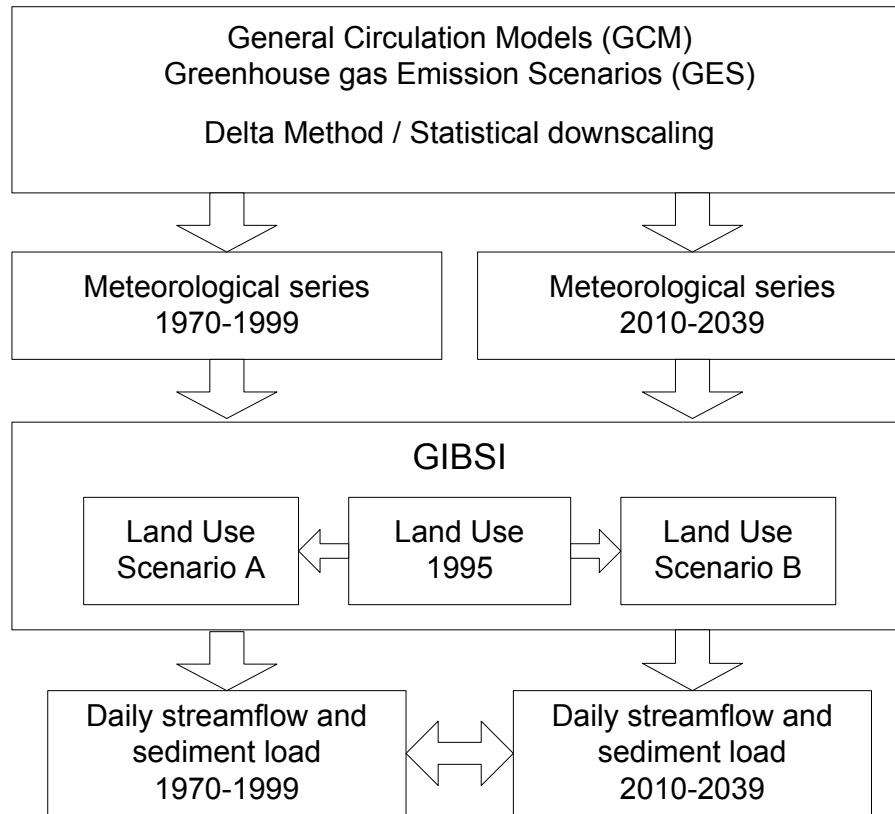 General Circulation Models (GCM)
Greenhouse gas Emission Scenarios (GES)
Delta Method / Statistical downscaling
Meteorological series
1970-1999
Meteorological series
2010-2039
GIBSI
Land Use
Scenario A
Land Use
1995
Land Use
Scenario B
Daily streamflow and
sediment load
1970-1999
Daily streamflow and
sediment load
2010-2039